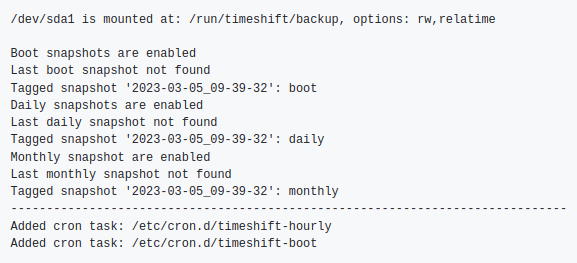 /dev/sda1 is mounted at: /run/timeshift/backup, options: rw,relatime

Boot snapshots are enabled
Last boot snapshot not found
Tagged snapshot '2023-03-05_09-39-32': boot
Daily snapshots are enabled
Last daily snapshot not found
Tagged snapshot '2023-03-05_09-39-32': daily
Monthly snapshot are enabled
Last monthly snapshot not found
Tagged snapshot '2023-03-05_09-39-32': monthly
------------------------------------------------------------------------------
Added cron task: /etc/cron.d/timeshift-hourly
Added cron task: /etc/cron.d/timeshift-boot